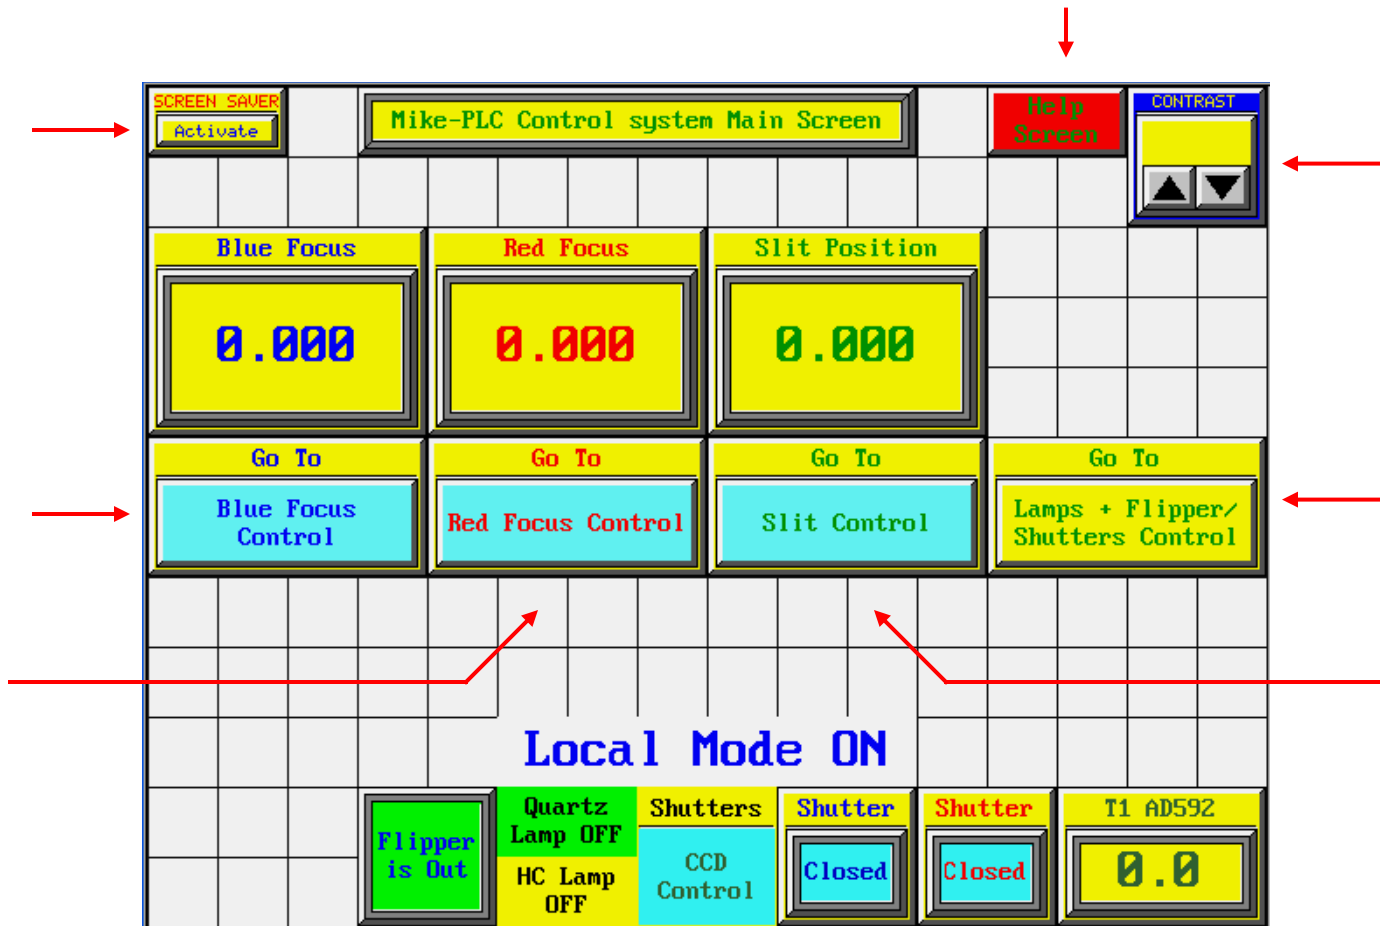 SCREEN SAVER
Activate
Mike-PLC Control system Main Screen
Help
Screen
CONTRAST
Blue Focus
0.000
Red Focus
0.000
Slit Position
0.000
Go To
Blue Focus
Control
Go To
Red Focus Control
Go To
Slit Control
Go To
Lamps + Flipper/
Shutters Control
Local Mode ON
Flipper
is Out
Quartz
Lamp OFF
HC Lamp
OFF
Shutters
CCD
Control
Shutter
Closed
Shutter
Closed
T1 AD592
0.0